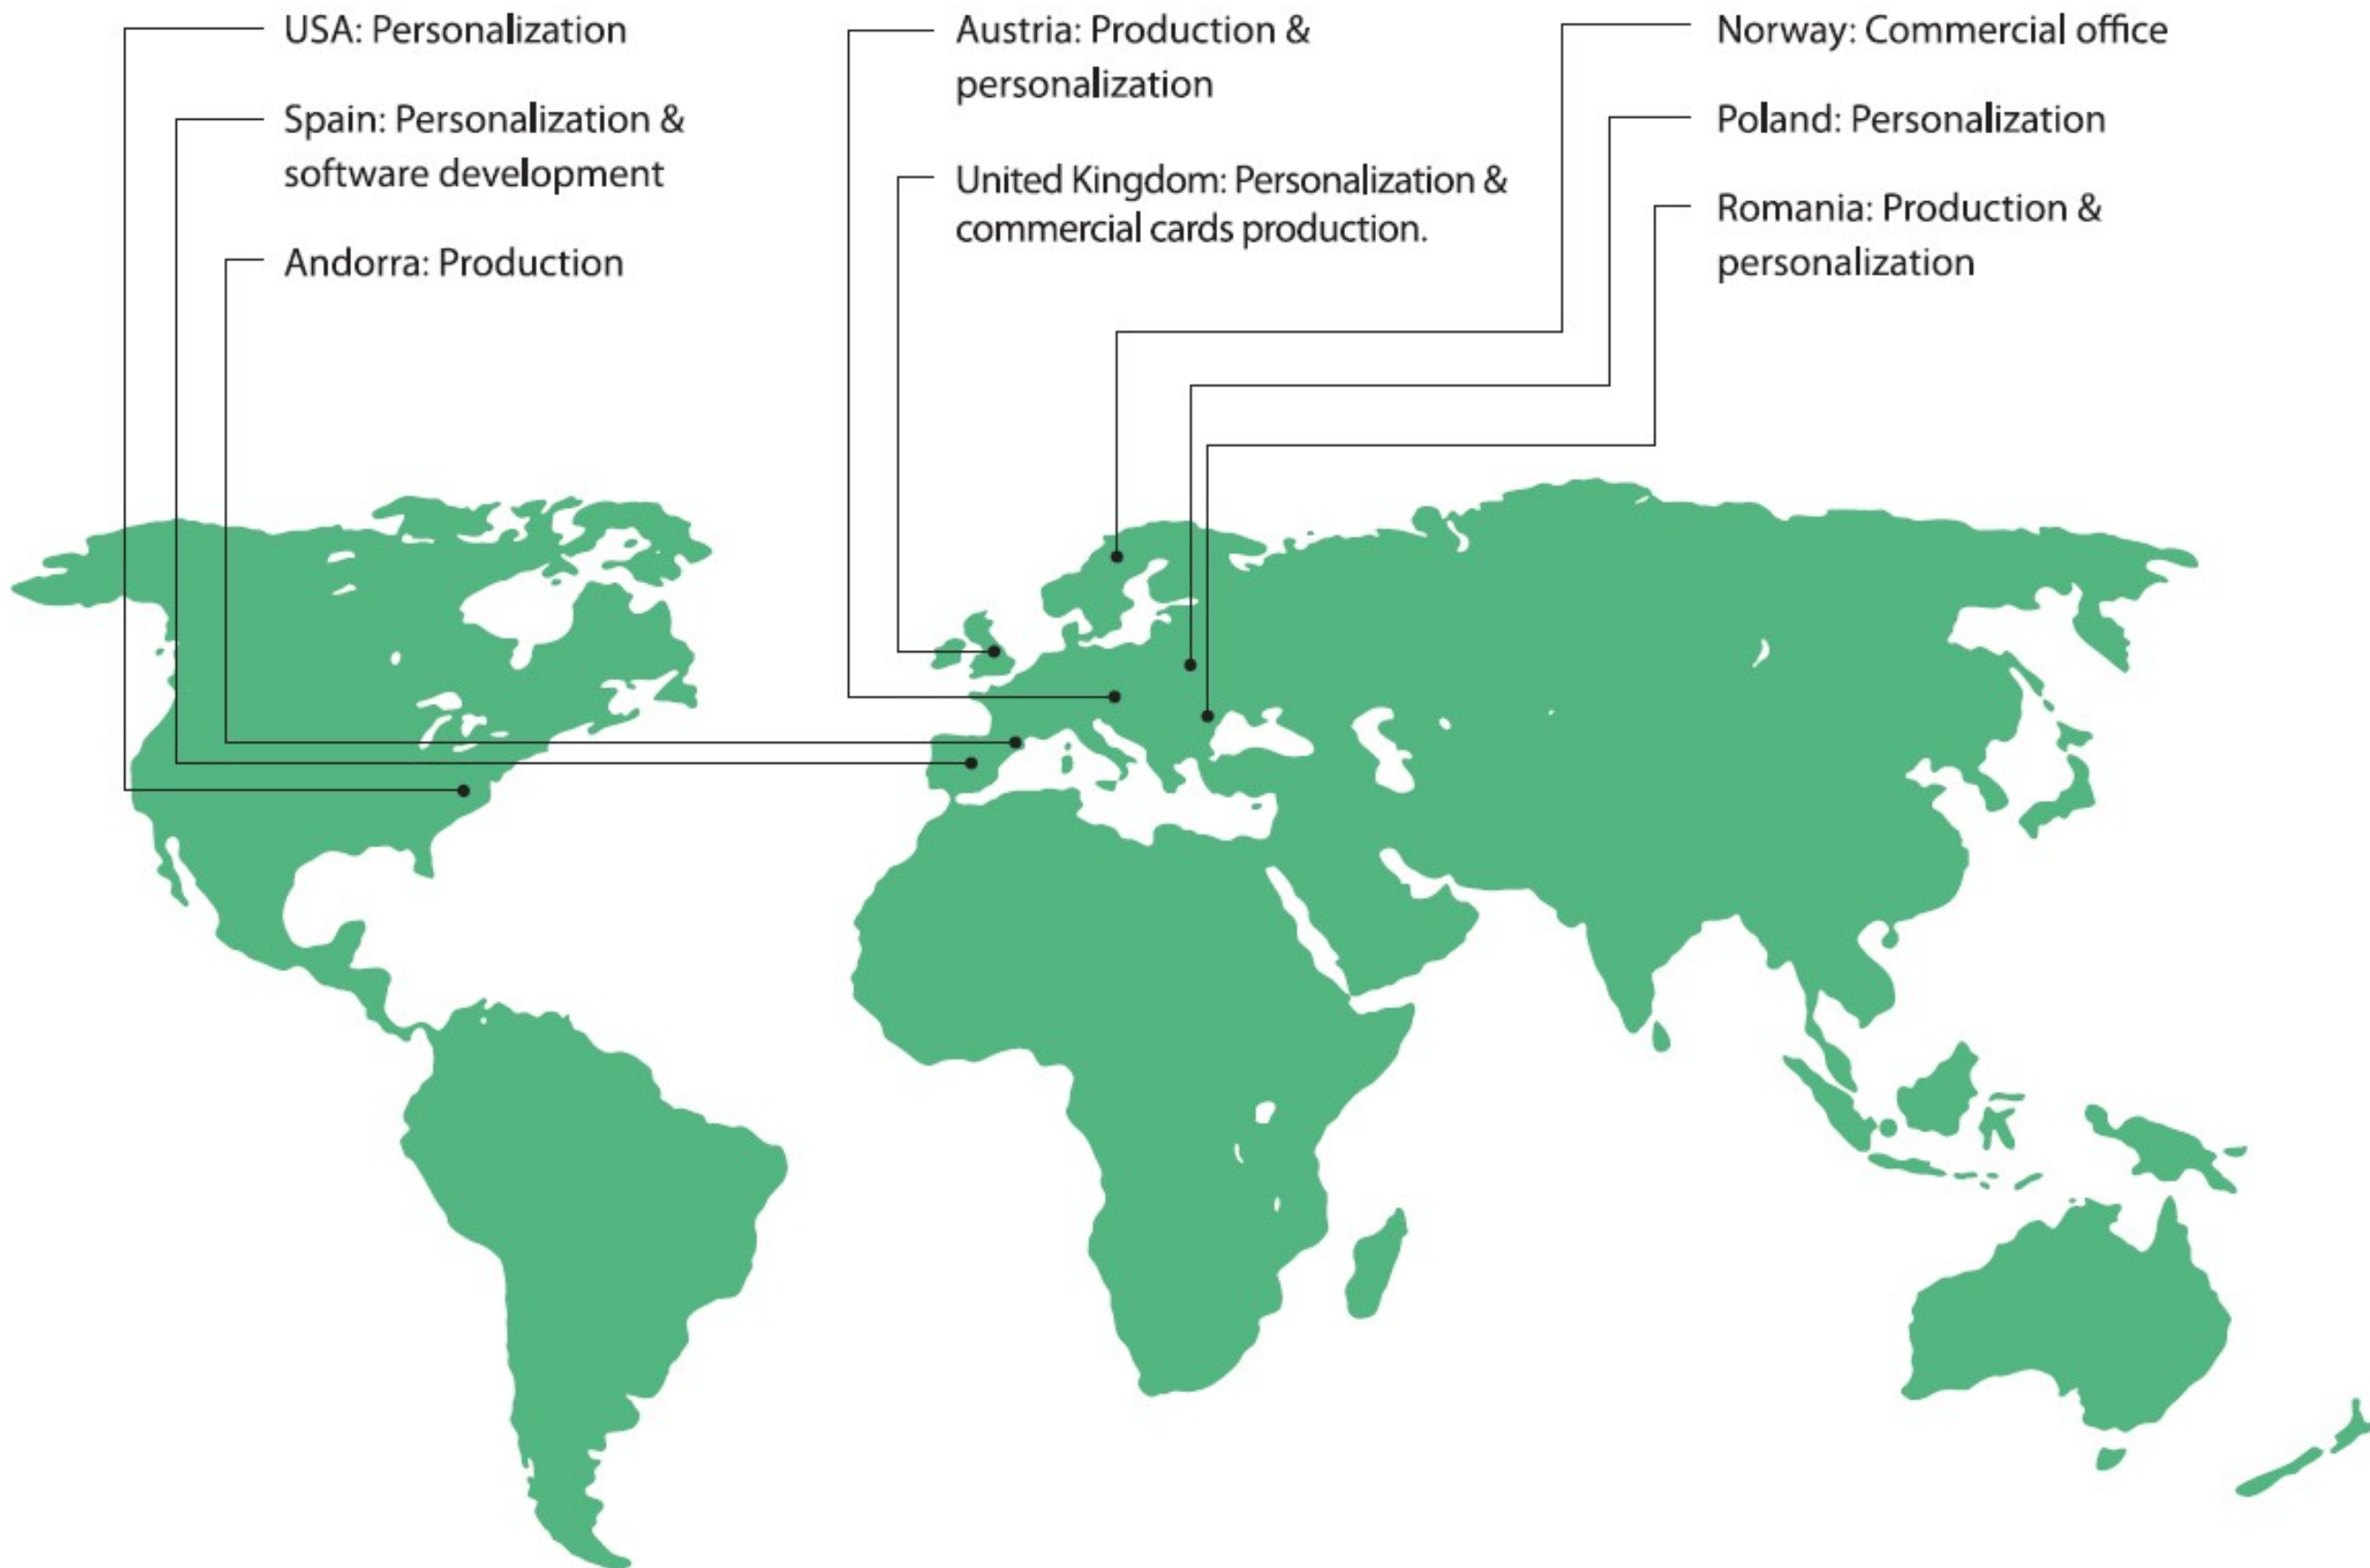 USA: Personalization
Spain: Personalization &
software development
Andorra: Production
Austria: Production &
personalization
United Kingdom: Personalization &
commercial cards production.
Norway: Commercial office
Poland: Personalization
Romania: Production &
personalization